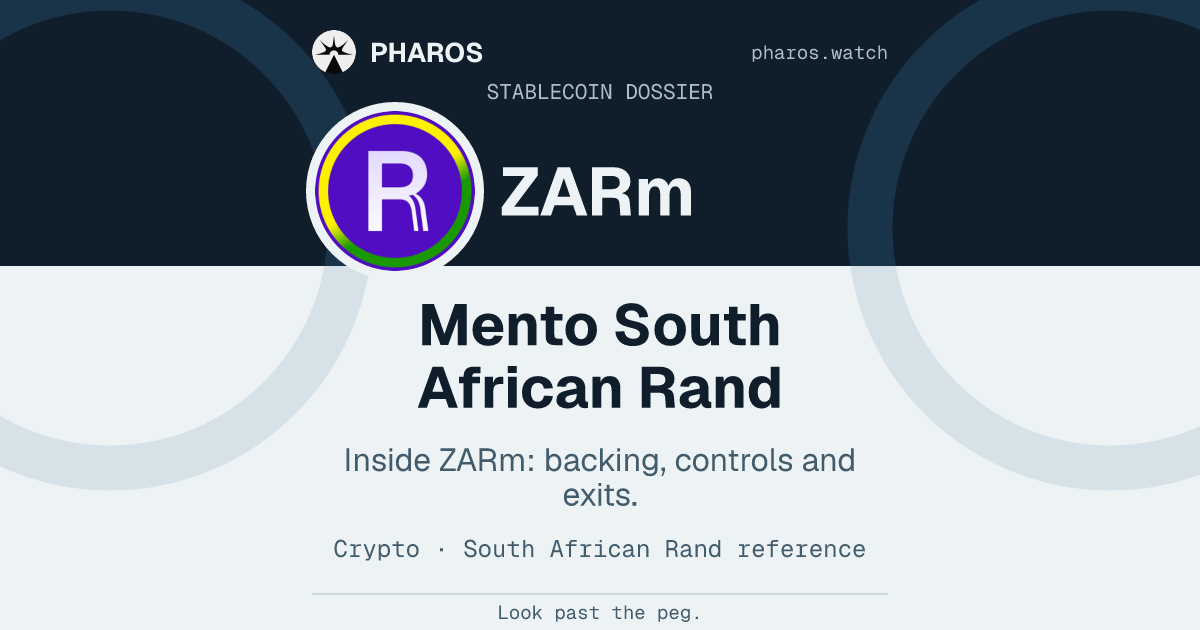 PHAROS
pharos.watch
STABLECOIN DOSSIER
R
ZARm
Mento South
African Rand
Inside ZARm: backing, controls and
exits.
Crypto · South African Rand reference
Look past the peg.